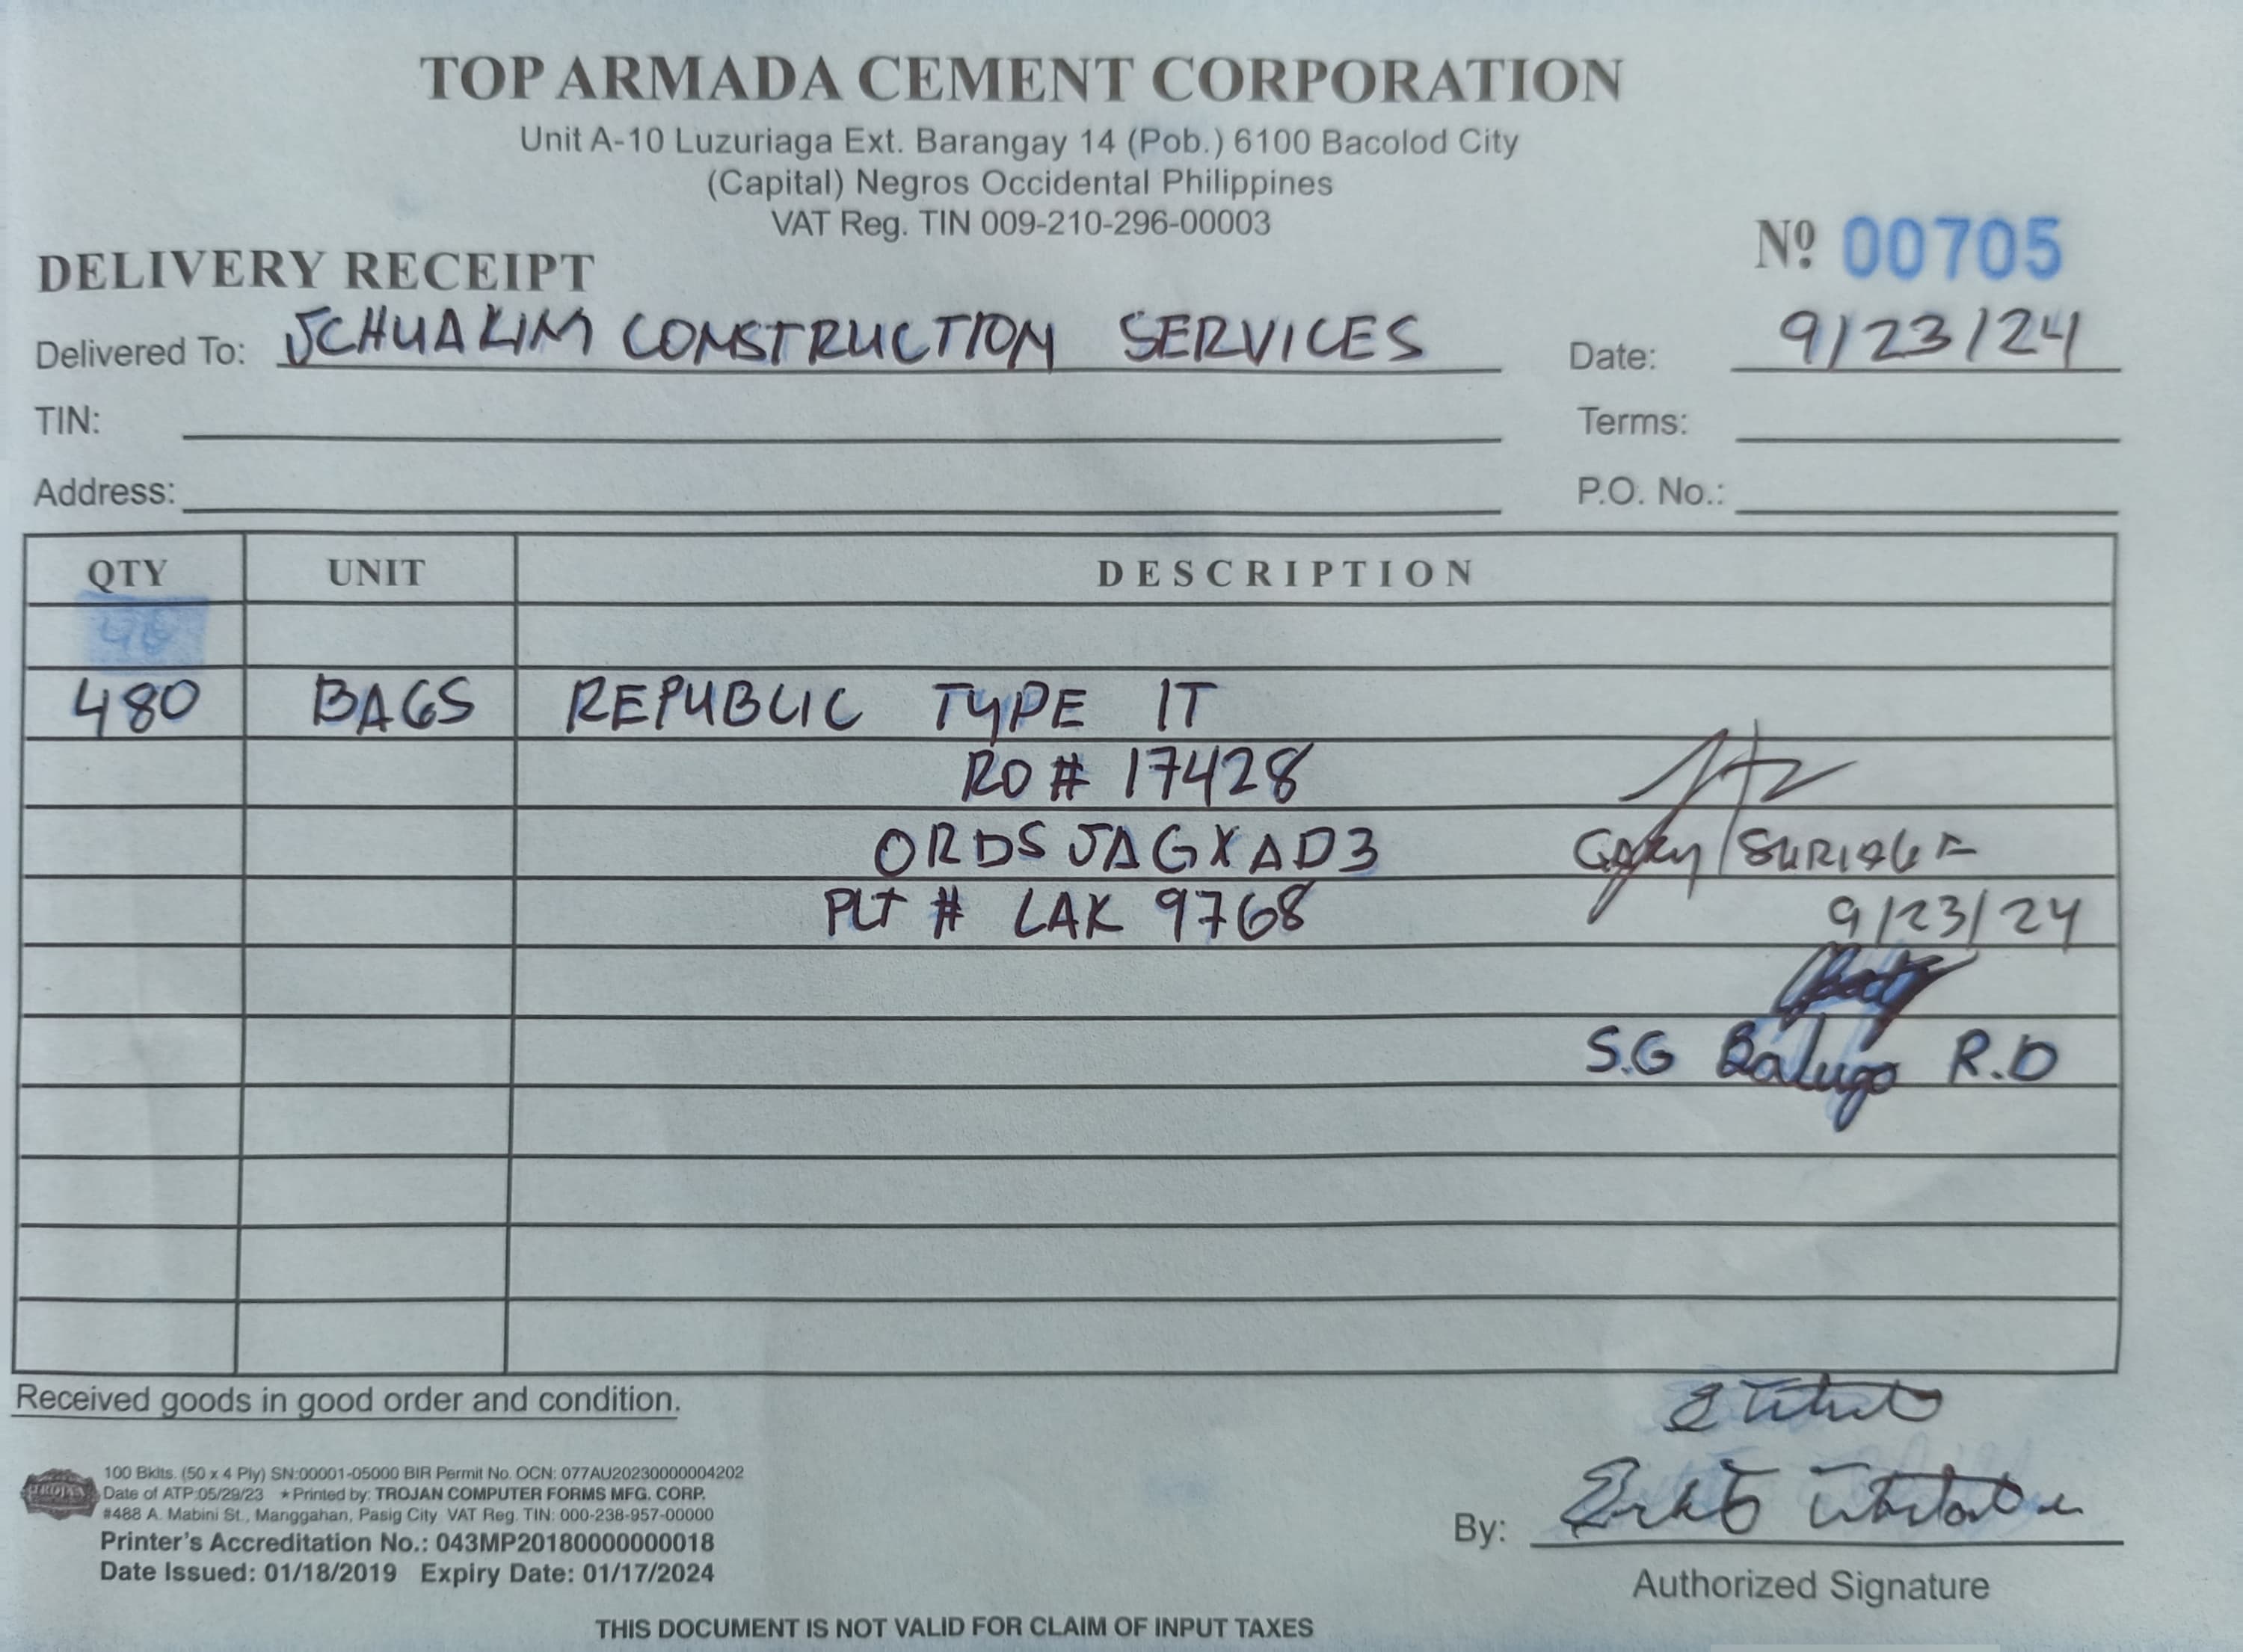 TOP ARMADA CEMENT CORPORATION
Unit A-10 Luzuriaga Ext. Barangay 14 (Pob.) 6100 Bacolod City
(Capital) Negros Occidental Philippines
VAT Reg. TIN 009-210-296-00003
Nº 00705
DELIVERY RECEIPT
Delivered To: JCHUAKIM CONSTRUCTION SERVICES Date: 9/23/24
TIN: Terms:
Address: P.O. No.:
QTY UNIT DESCRIPTION
480 BAGS REPUBLIC TYPE IT
RO # 17428
ORDSJAGXAD3 Gary
PLT # LAK 9768 9/23/24
S.G Balugo R.D
Received goods in good order and condition.
TROJAN
100 Bklts. (50 x 4 Ply) SN:00001-05000 BIR Permit No. OCN: 077AU20230000004202
Date of ATP:05/29/23 ★Printed by: TROJAN COMPUTER FORMS MFG. CORP.
#488 A. Mabini St., Manggahan, Pasig City VAT Reg. TIN: 000-238-957-00000
Printer's Accreditation No.: 043MP20180000000018
Date Issued: 01/18/2019 Expiry Date: 01/17/2024
By:
Authorized Signature
THIS DOCUMENT IS NOT VALID FOR CLAIM OF INPUT TAXES